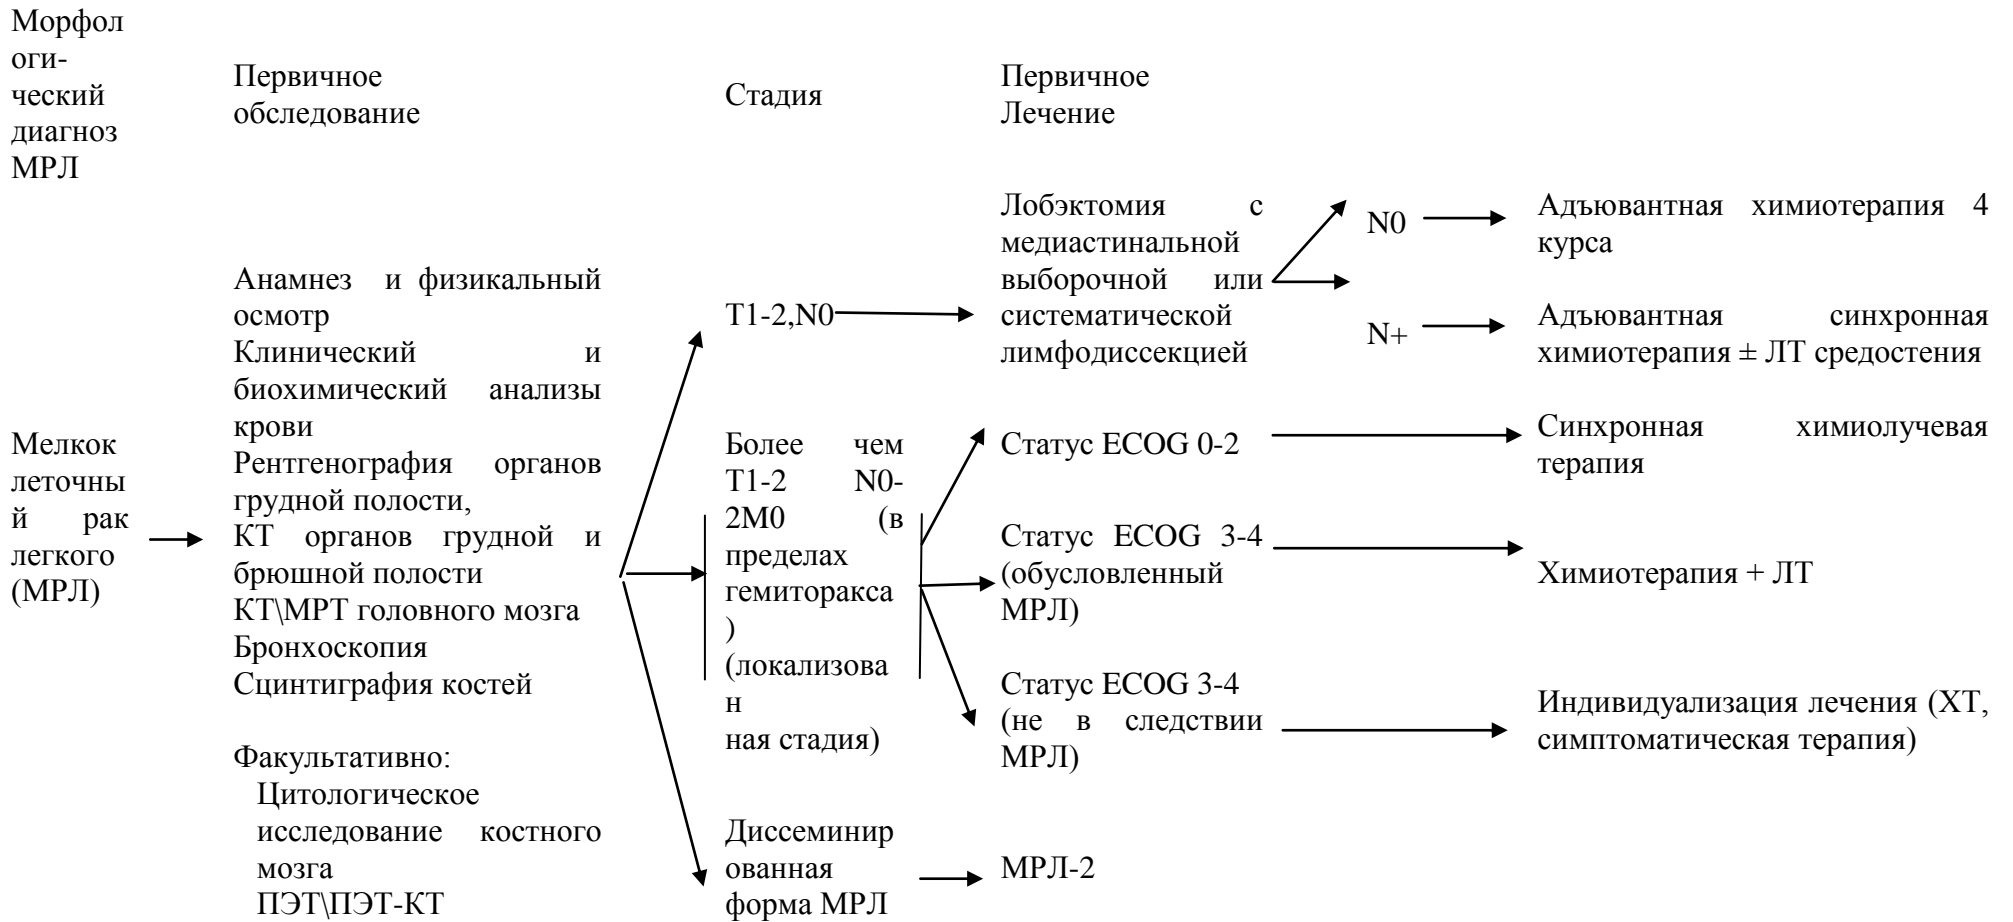 Морфол
оги-
ческий
диагноз
МРЛ
Первичное
обследование
Стадия
Первичное
Лечение
Мелкок
леточны
й рак
легкого
(МРЛ)
Анамнез и физикальный
осмотр
Клинический и
биохимический анализы
крови
Рентгенография органов
грудной полости,
КТ органов грудной и
брюшной полости
КТ\МРТ головного мозга
Бронхоскопия
Сцинтиграфия костей
Факультативно:
Цитологическое
исследование костного
мозга
ПЭТ\ПЭТ-КТ
T1-2,N0
Лобэктомия с
медиастинальной
выборочной или
систематической
лимфодиссекцией
N0
Адъювантная химиотерапия 4
курса
N+
Адъювантная синхронная
химиотерапия ± ЛТ средостения
Более чем
T1-2 N0-
2M0 (в
пределах
гемиторакса
)
(локализова
н
ная стадия)
Статус ECOG 0-2
Синхронная химиолучевая
терапия
Статус ECOG 3-4
(обусловленный
МРЛ)
Химиотерапия + ЛТ
Статус ECOG 3-4
(не в следствии
МРЛ)
Индивидуализация лечения (ХТ,
симптоматическая терапия)
Диссеминир
ованная
форма МРЛ
МРЛ-2